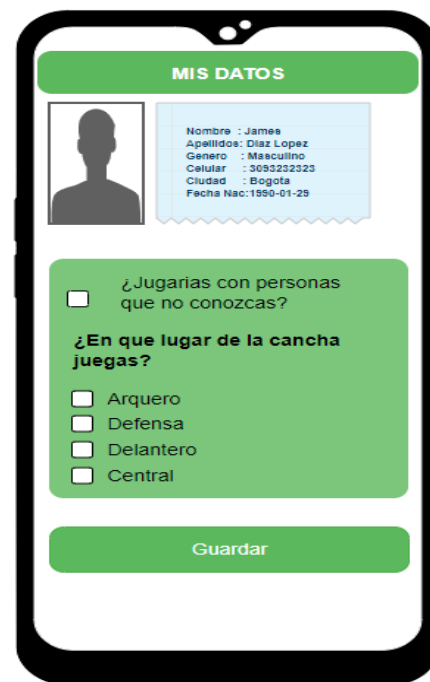 MIS DATOS
Nombre : James
Apellidos: Diaz Lopez
Genero : Masculino
Celular : 3093232323
Ciudad : Bogota
Fecha Nac:1990-01-29
¿Jugarias con personas
que no conozcas?
¿En que lugar de la cancha
juegas?
Arquero
Defensa
Delantero
Central
Guardar